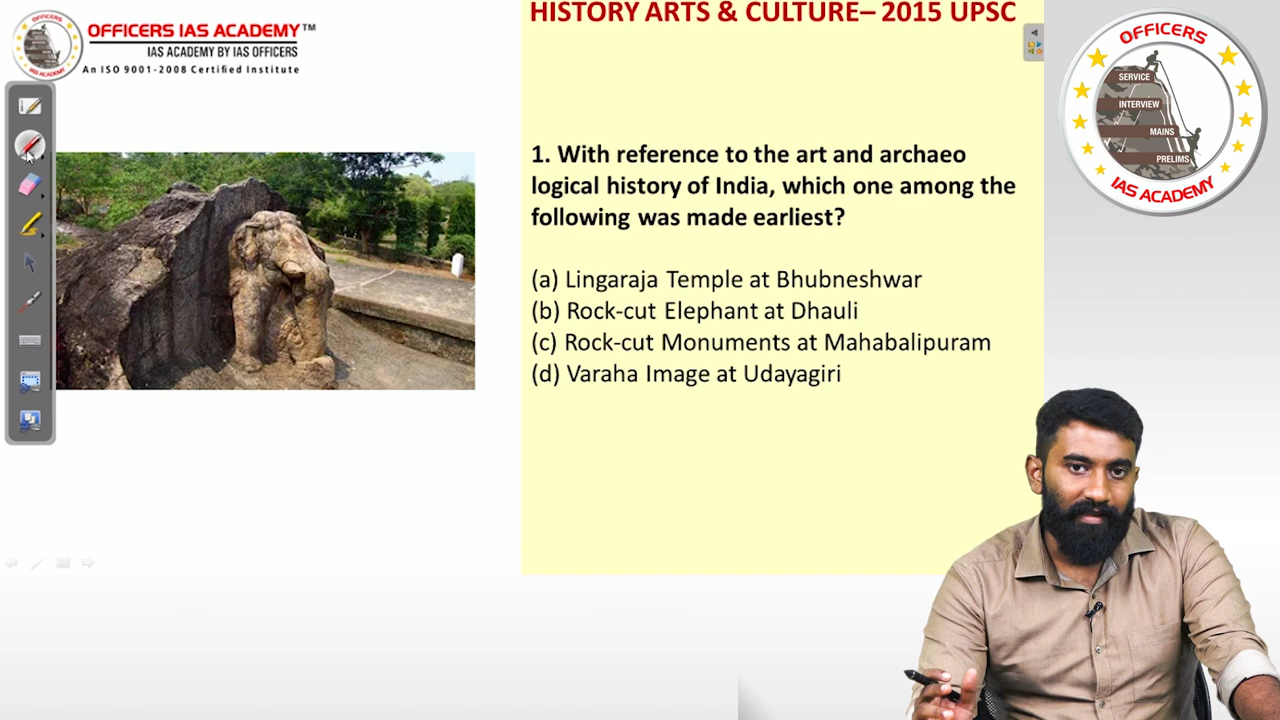 OFFICERS IAS ACADEMY™
IAS ACADEMY BY IAS OFFICERS
An ISO 9001-2008 Certified Institute
IAS ACADEMY
HISTORY ARTS & CULTURE– 2015 UPSC
1. With reference to the art and archaeo
logical history of India, which one among the
following was made earliest?
(a) Lingaraja Temple at Bhubneshwar
(b) Rock-cut Elephant at Dhauli
(c) Rock-cut Monuments at Mahabalipuram
(d) Varaha Image at Udayagiri
OFFICERS
SERVICE
INTERVIEW
MAINS
PRELIMS
IAS ACADEMY